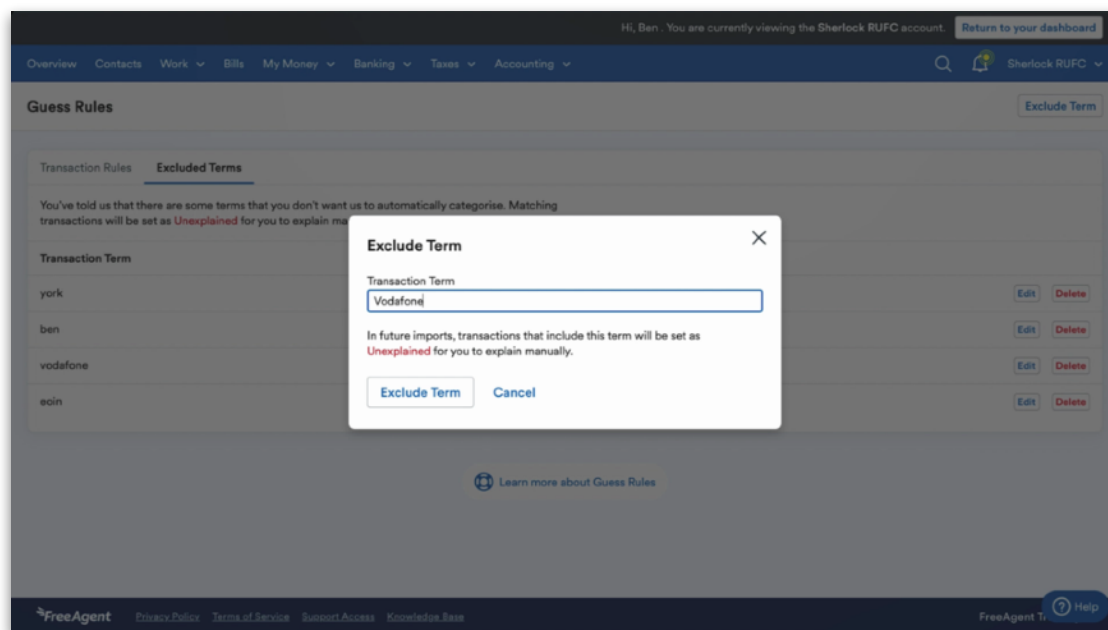 Hi, Ben . You are currently viewing the Sherlock RUFC account. Return to your dashboard
Overview Contacts Work Bills My Money Banking Taxes Accounting Sherlock RUFC
Guess Rules Exclude Term
Transaction Rules Excluded Terms
You've told us that there are some terms that you don't want us to automatically categorise. Matching
transactions will be set as Unexplained for you to explain
Transaction Term
york Edit Delete
ben Edit Delete
vodafone Edit Delete
eoin Edit Delete
Exclude Term
Transaction Term
Vodafone
In future imports, transactions that include this term will be set as
Unexplained for you to explain manually.
Exclude Term Cancel
Learn more about Guess Rules
FreeAgent Privacy Policy Terms of Service Support Access Knowledge Base FreeAgent
Help